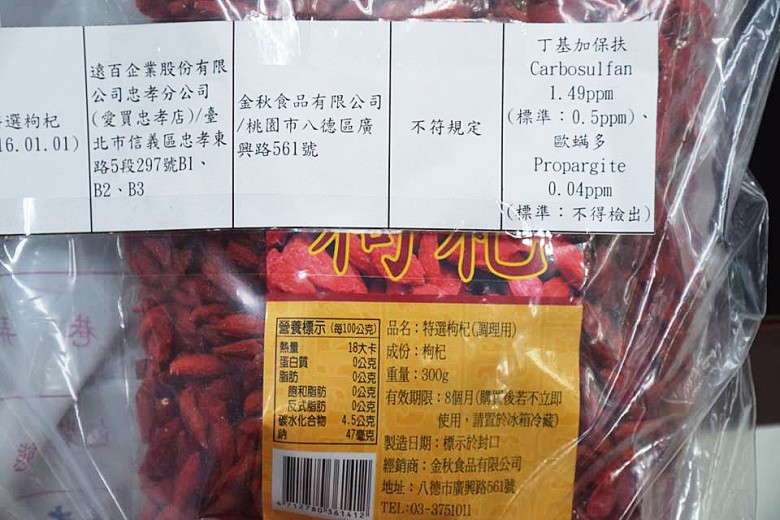 選枸杞
16.01.01)
遠百企業股份有限
公司忠孝分公司
(愛買忠孝店)/臺
北市信義區忠孝東
路5段297號B1、
B2、B3
金秋食品有限公司
/桃園市八德區廣
興路561號
不符規定
丁基加保扶
Carbosulfan
1.49ppm
(標準：0.5ppm)、
歐蟎多
Propargite
0.04ppm
(標準：不得檢出)
枸杞
營養標示 (每100公克)
熱量 18大卡
蛋白質 0公克
脂肪 0公克
飽和脂肪 0公克
反式脂肪 0公克
碳水化合物 4.5公克
鈉 47毫克
品名：特選枸杞(調理用)
成份：枸杞
重量：300g
有效期限：8個月(購買後若不立即
使用，請置於冰箱冷藏)
製造日期：標示於封口
經銷商：金秋食品有限公司
地址：八德市廣興路561號
TEL:03-3751011
4712780361412